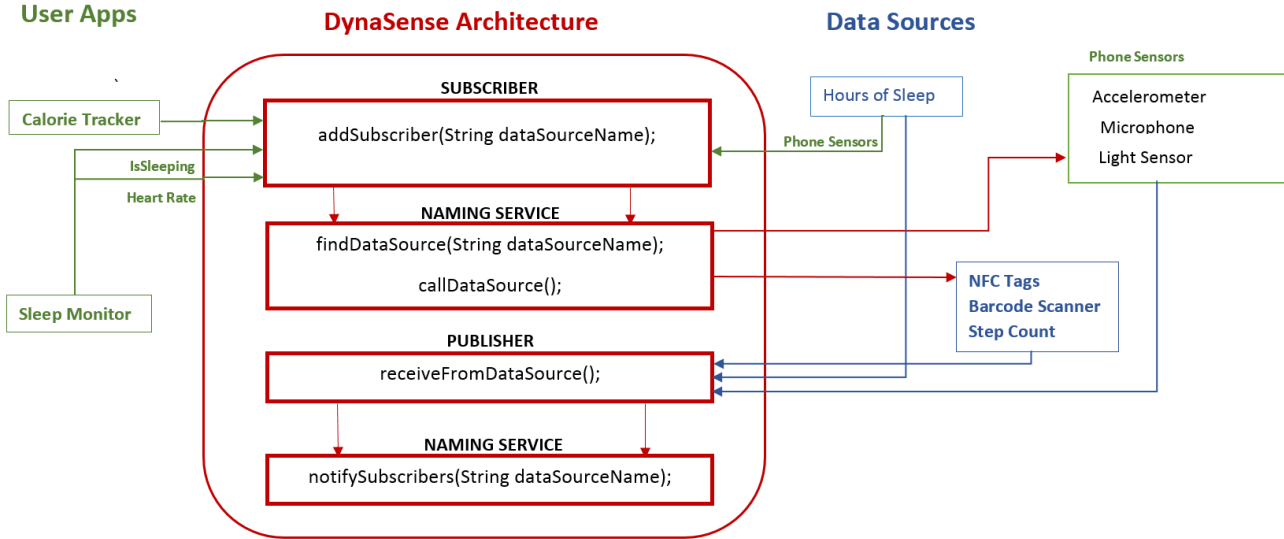 User Apps
DynaSense Architecture
Data Sources
Phone Sensors
SUBSCRIBER
Hours of Sleep
Accelerometer
Calorie Tracker
addSubscriber(String dataSourceName);
Microphone
Phone Sensors
Light Sensor
IsSleeping
Heart Rate
NAMING SERVICE
findDataSource(String dataSourceName);
callDataSource();
NFC Tags
Barcode Scanner
Step Count
Sleep Monitor
PUBLISHER
receiveFromDataSource();
NAMING SERVICE
notifySubscribers(String dataSourceName);